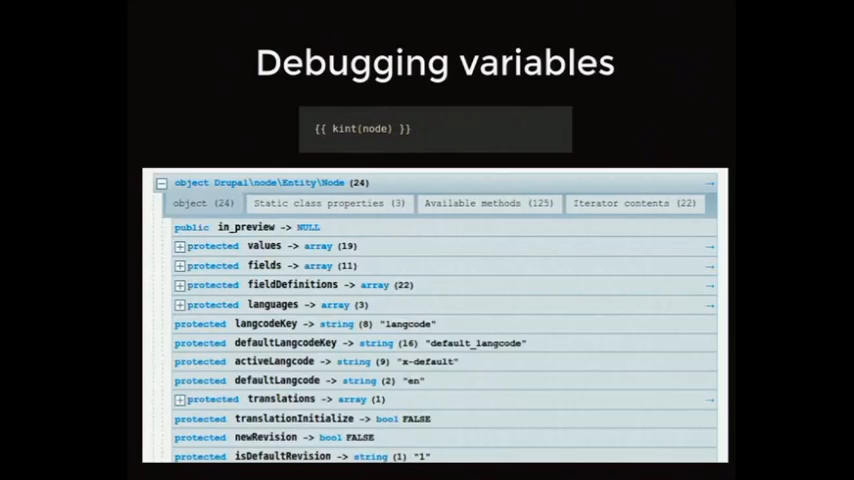 Debugging variables
{{ kint(node) }}
object Drupal\node\Entity\Node (24) →
object (24) Static class properties (3) Available methods (125) Iterator contents (22)
public in_preview -> NULL
protected values -> array (19) →
protected fields -> array (11) →
protected fieldDefinitions -> array (22) →
protected languages -> array (3) →
protected langcodeKey -> string (8) "langcode"
protected defaultLangcodeKey -> string (16) "default_langcode"
protected activeLangcode -> string (9) "x-default"
protected defaultLangcode -> string (2) "en"
protected translations -> array (1) →
protected translationInitialize -> bool FALSE
protected newRevision -> bool FALSE
protected isDefaultRevision -> string (1) "1"